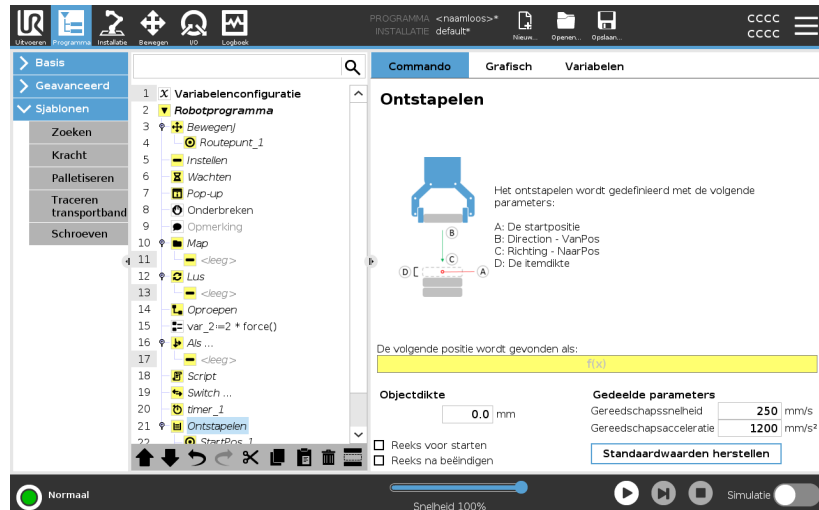 PROGRAMMA <naamloos>*
INSTALLATIE default*
Uitvoeren Programma Installatie Bewegen I/O Logboek
Nieuw... Openen... Opslaan...
cccc
cccc
Basis
Geavanceerd
Sjablonen
Zoeken
Kracht
Palletiseren
Traceren
transportband
Schroeven
1 X Variabelenconfiguratie
2 Robotprogramma
3 BewegenJ
4 Routepunt_1
5 Instellen
6 Wachten
7 Pop-up
8 Onderbreken
9 Opmerking
10 Map
11 <leeg>
12 Lus
13 <leeg>
14 Oproepen
15 var_2:=2 * force()
16 Als ...
17 <leeg>
18 Script
19 Switch ...
20 timer_1
21 Ontstapelen
22 StartPos_1
Commando Grafisch Variabelen
Ontstapelen
Het ontstapelen wordt gedefinieerd met de volgende
parameters:
A: De startpositie
B: Direction - VanPos
C: Richting - NaarPos
D: De itemdikte
B
C
D
A
De volgende positie wordt gevonden als:
f(x)
Objectdikte
0.0 mm
Gedeelde parameters
Gereedschapssnelheid 250 mm/s
Gereedschapsacceleratie 1200 mm/s²
Reeks voor starten
Reeks na beëindigen
Standaardwaarden herstellen
Normaal
Snelheid 100%
Simulatie